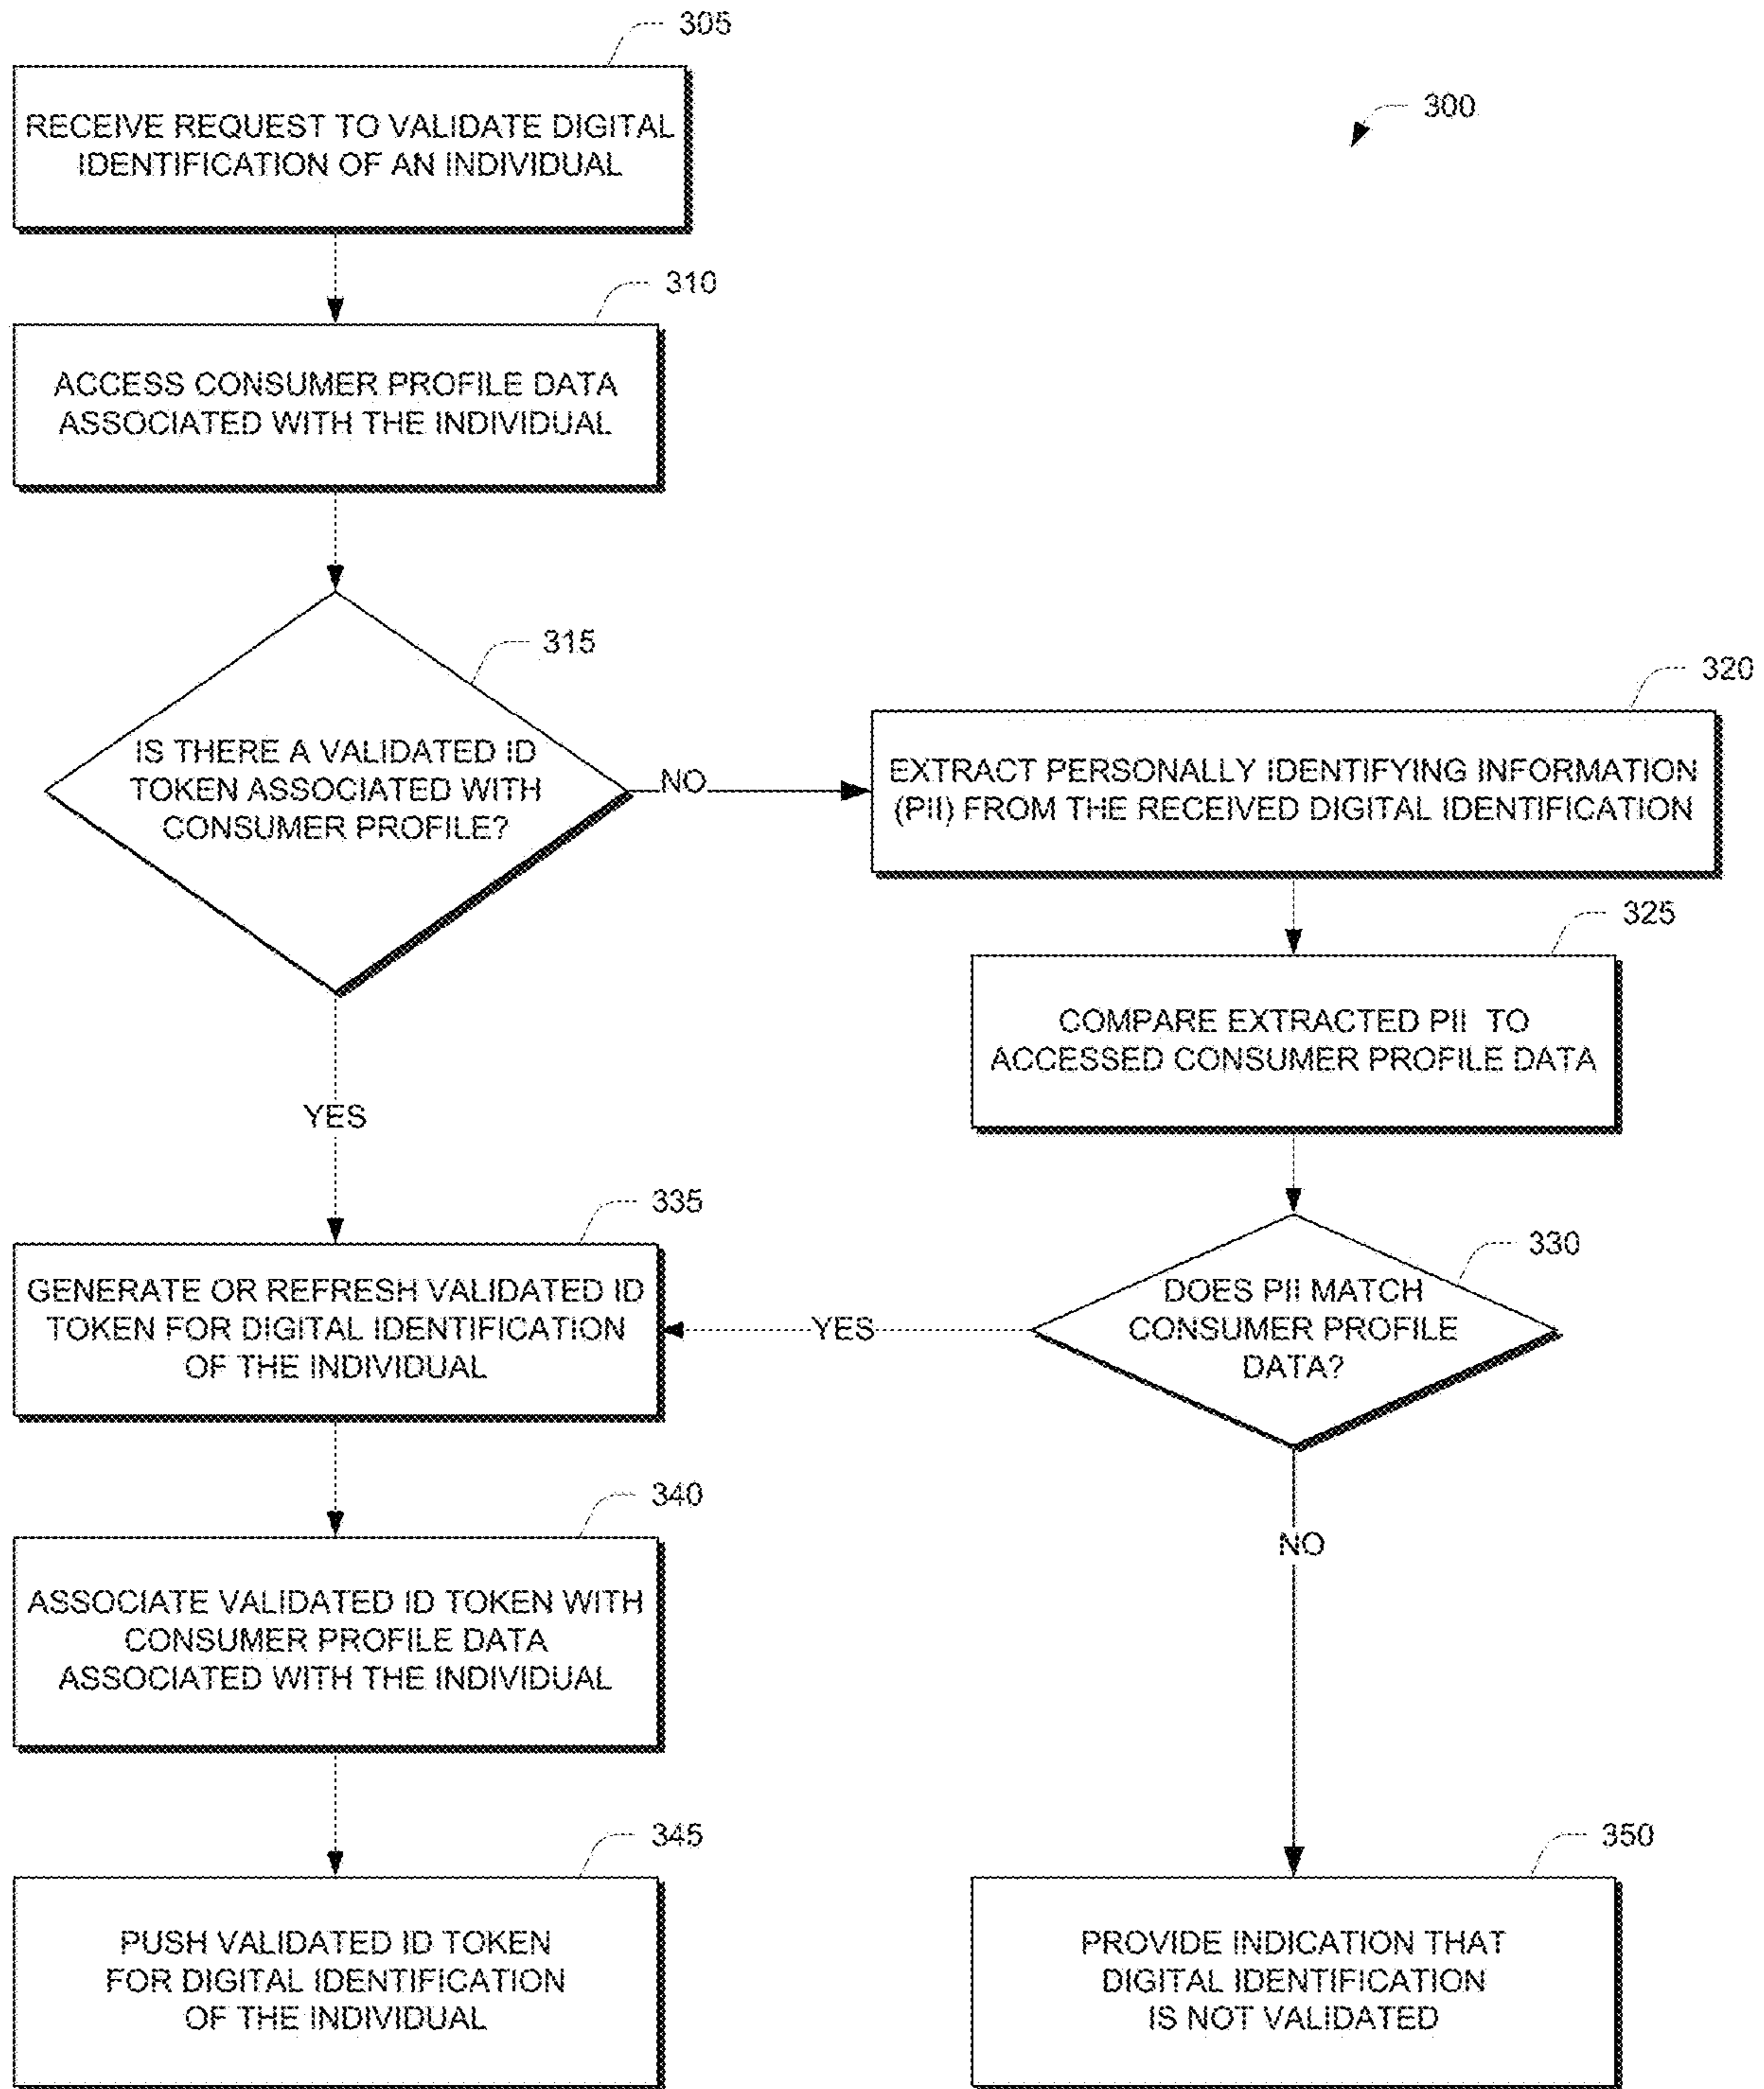 305
300
RECEIVE REQUEST TO VALIDATE DIGITAL
IDENTIFICATION OF AN INDIVIDUAL
310
ACCESS CONSUMER PROFILE DATA
ASSOCIATED WITH THE INDIVIDUAL
315
IS THERE A VALIDATED ID
TOKEN ASSOCIATED WITH
CONSUMER PROFILE?
NO
320
EXTRACT PERSONALLY IDENTIFYING INFORMATION
(PII) FROM THE RECEIVED DIGITAL IDENTIFICATION
325
COMPARE EXTRACTED PII TO
ACCESSED CONSUMER PROFILE DATA
YES
330
DOES PII MATCH
CONSUMER PROFILE
DATA?
YES
335
GENERATE OR REFRESH VALIDATED ID
TOKEN FOR DIGITAL IDENTIFICATION
OF THE INDIVIDUAL
340
ASSOCIATE VALIDATED ID TOKEN WITH
CONSUMER PROFILE DATA
ASSOCIATED WITH THE INDIVIDUAL
NO
345
PUSH VALIDATED ID TOKEN
FOR DIGITAL IDENTIFICATION
OF THE INDIVIDUAL
350
PROVIDE INDICATION THAT
DIGITAL IDENTIFICATION
IS NOT VALIDATED